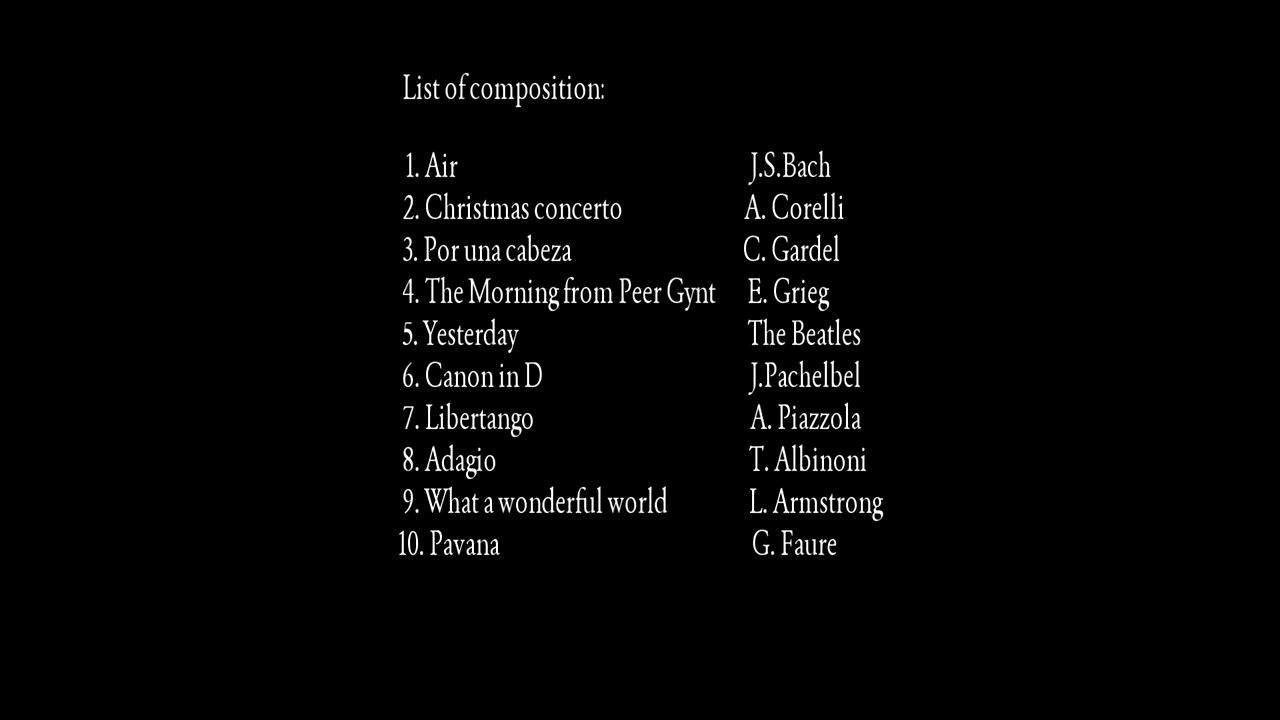 List of composition:
1. Air J.S.Bach
2. Christmas concerto A. Corelli
3. Por una cabeza C. Gardel
4. The Morning from Peer Gynt E. Grieg
5. Yesterday The Beatles
6. Canon in D J.Pachelbel
7. Libertango A. Piazzola
8. Adagio T. Albinoni
9. What a wonderful world L. Armstrong
10. Pavana G. Faure